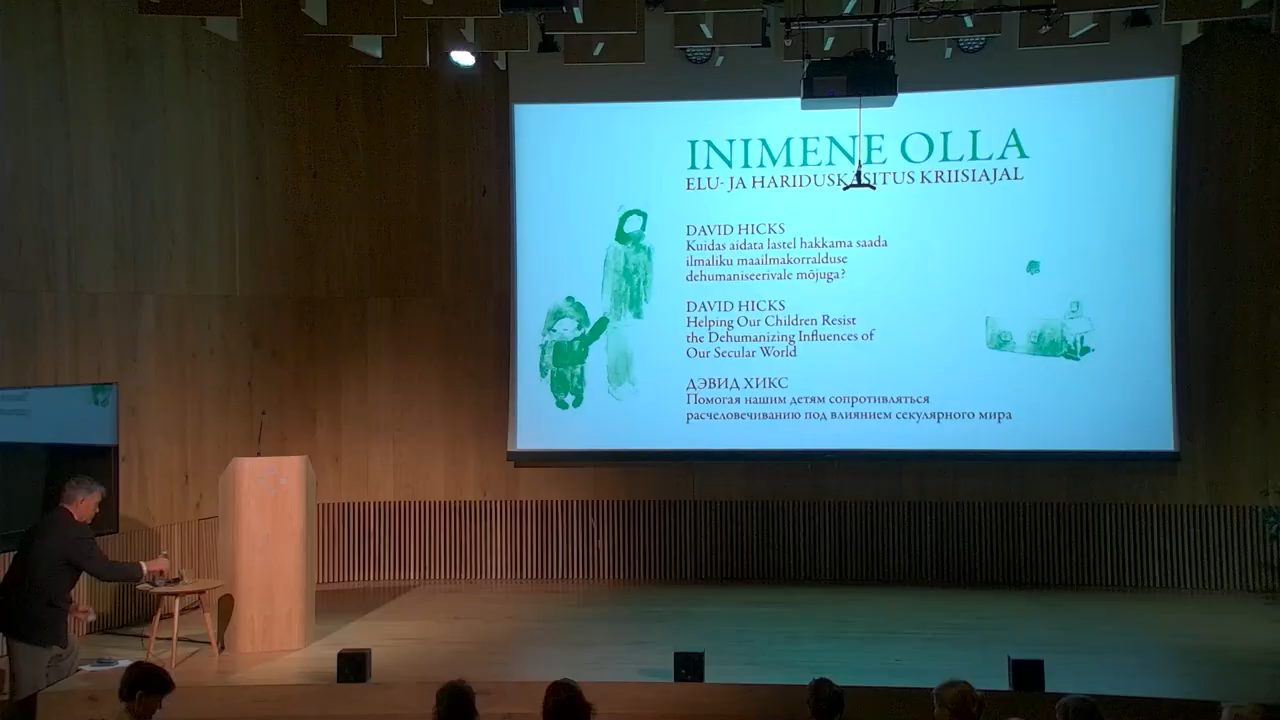 INIMENE OLLA
ELU- JA HARIDUSKÄSITUS KRIISIAJAL
DAVID HICKS
Kuidas aidata lastel hakkama saada
ilmaliku maailmakorralduse
dehumaniseerivale mõjuga?
DAVID HICKS
Helping Our Children Resist
the Dehumanizing Influences of
Our Secular World
ДЭВИД ХИКС
Помогая нашим детям сопротивляться
расчеловечиванию под влиянием секулярного мира